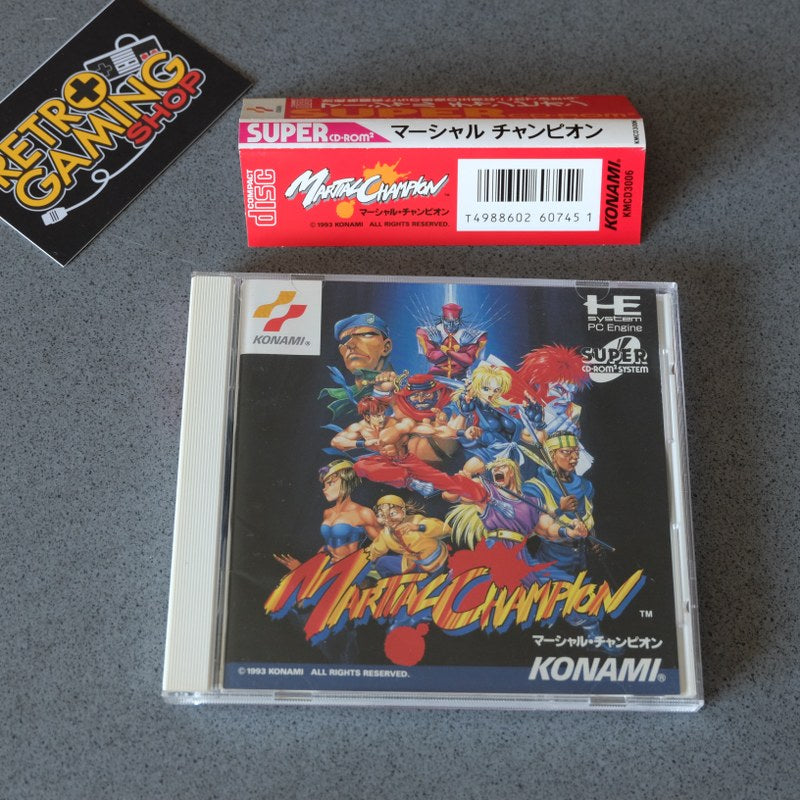 RETRO
GAMING
SHOP
SUPER CD-ROM²
マーシャル チャンピオン
KMCD3006
COMPACT
disc
MARTIAL CHAMPION™
マーシャル・チャンピオン
© 1993 KONAMI ALL RIGHTS RESERVED.
T4988602 60745 1
KONAMI®
KMCD3006
KONAMI®
HE
system
PC Engine
SUPER
CD-ROM² SYSTEM
MARTIAL CHAMPION ™
マーシャル・チャンピオン
© 1993 KONAMI ALL RIGHTS RESERVED.
KONAMI®